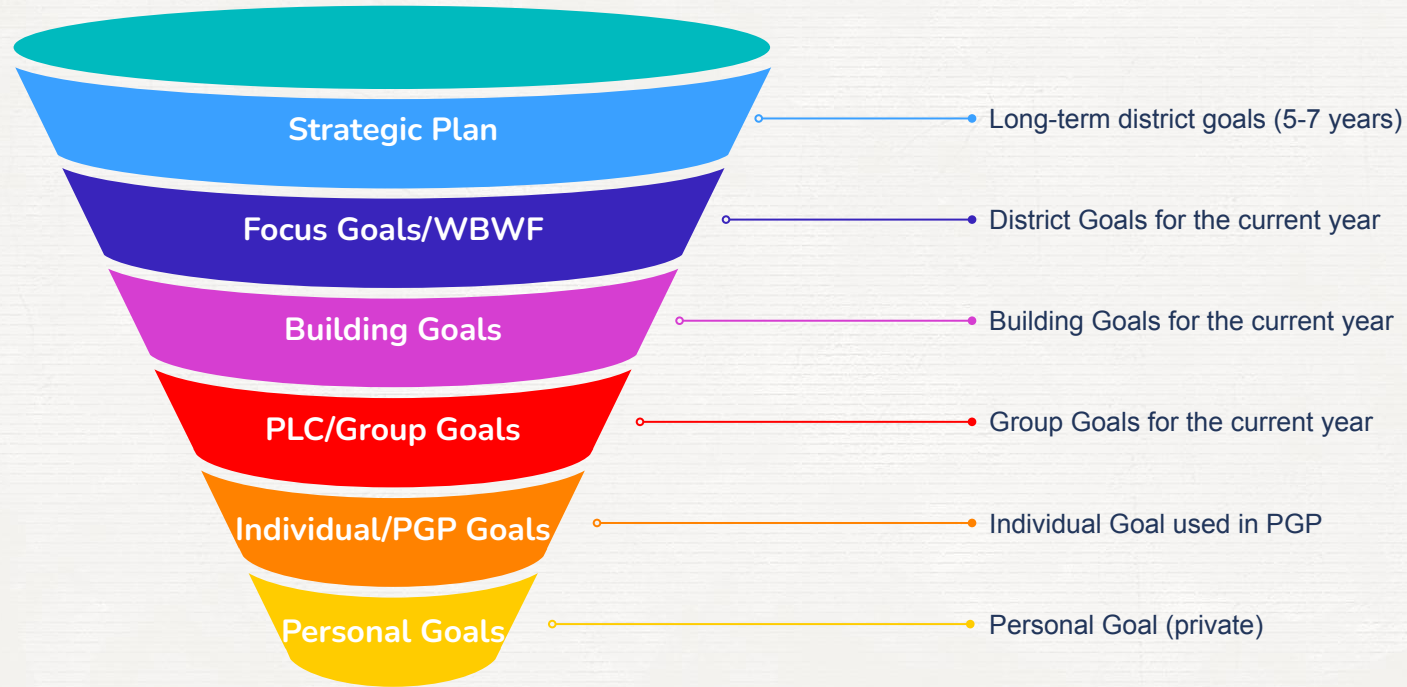 Strategic Plan
Long-term district goals (5-7 years)
Focus Goals/WBWF
District Goals for the current year
Building Goals
Building Goals for the current year
PLC/Group Goals
Group Goals for the current year
Individual/PGP Goals
Individual Goal used in PGP
Personal Goals
Personal Goal (private)